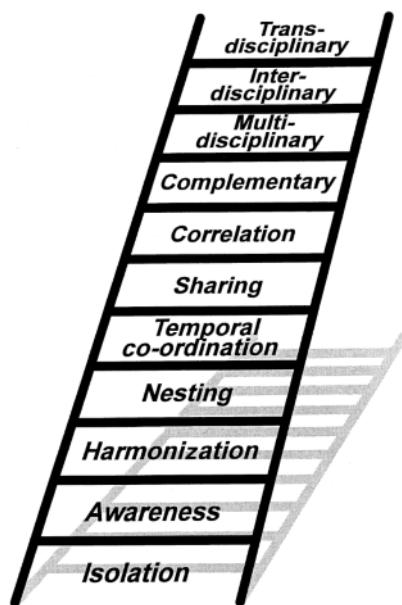 Trans-
disciplinary
Inter-
disciplinary
Multi-
disciplinary
Complementary
Correlation
Sharing
Temporal
co-ordination
Nesting
Harmonization
Awareness
Isolation